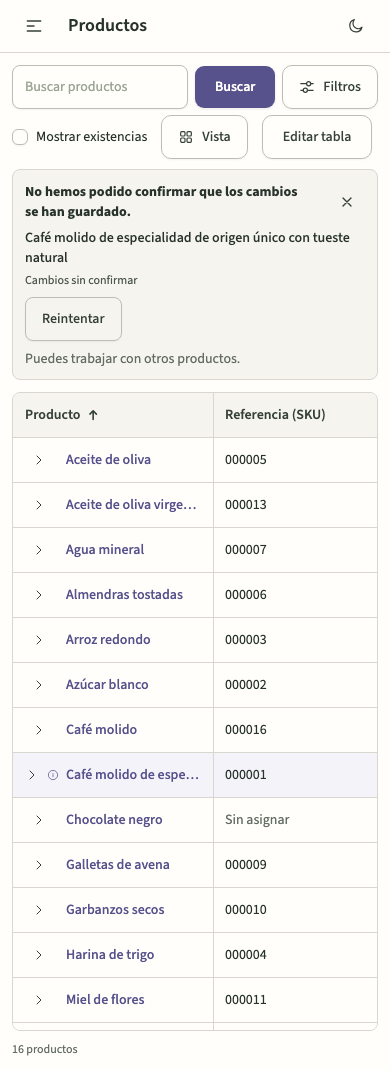 Productos
Buscar productos
Buscar
Filtros
Mostrar existencias
Vista
Editar tabla
No hemos podido confirmar que los cambios
se han guardado.
Café molido de especialidad de origen único con tueste
natural
Cambios sin confirmar
Reintentar
Puedes trabajar con otros productos.
Producto Referencia (SKU)
Aceite de oliva 000005
Aceite de oliva virge... 000013
Agua mineral 000007
Almendras tostadas 000006
Arroz redondo 000003
Azúcar blanco 000002
Café molido 000016
Café molido de espe... 000001
Chocolate negro Sin asignar
Galletas de avena 000009
Garbanzos secos 000010
Harina de trigo 000004
Miel de flores 000011
16 productos